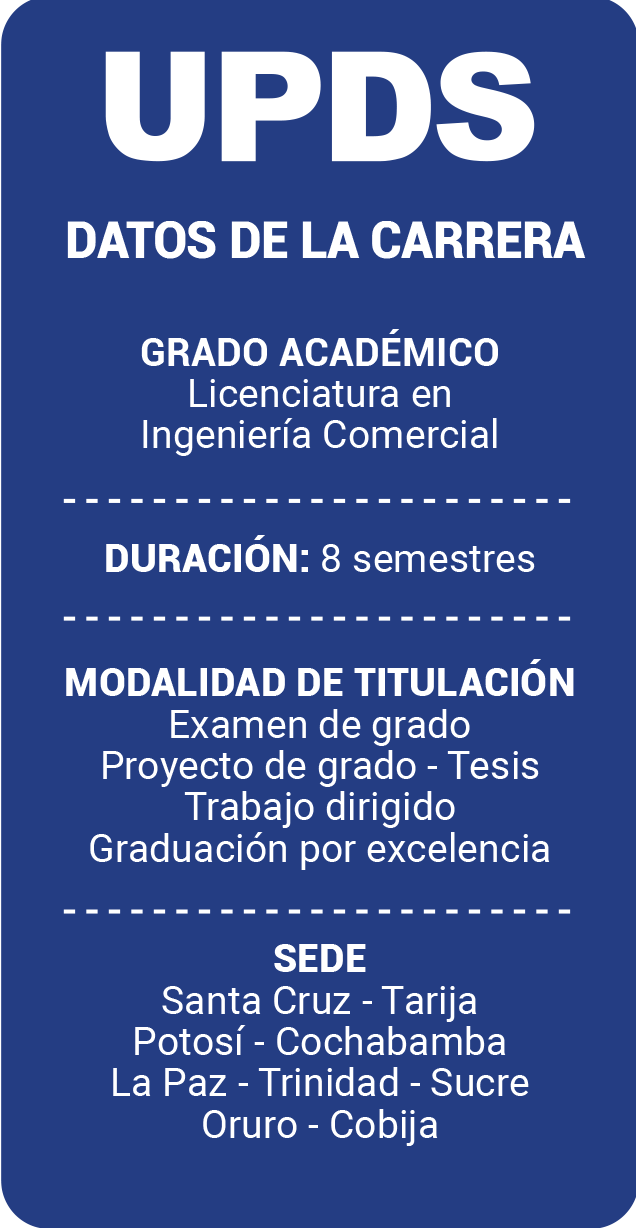 UPDS
DATOS DE LA CARRERA
GRADO ACADÉMICO
Licenciatura en
Ingeniería Comercial
DURACIÓN: 8 semestres
MODALIDAD DE TITULACIÓN
Examen de grado
Proyecto de grado - Tesis
Trabajo dirigido
Graduación por excelencia
SEDE
Santa Cruz - Tarija
Potosí - Cochabamba
La Paz - Trinidad - Sucre
Oruro - Cobija